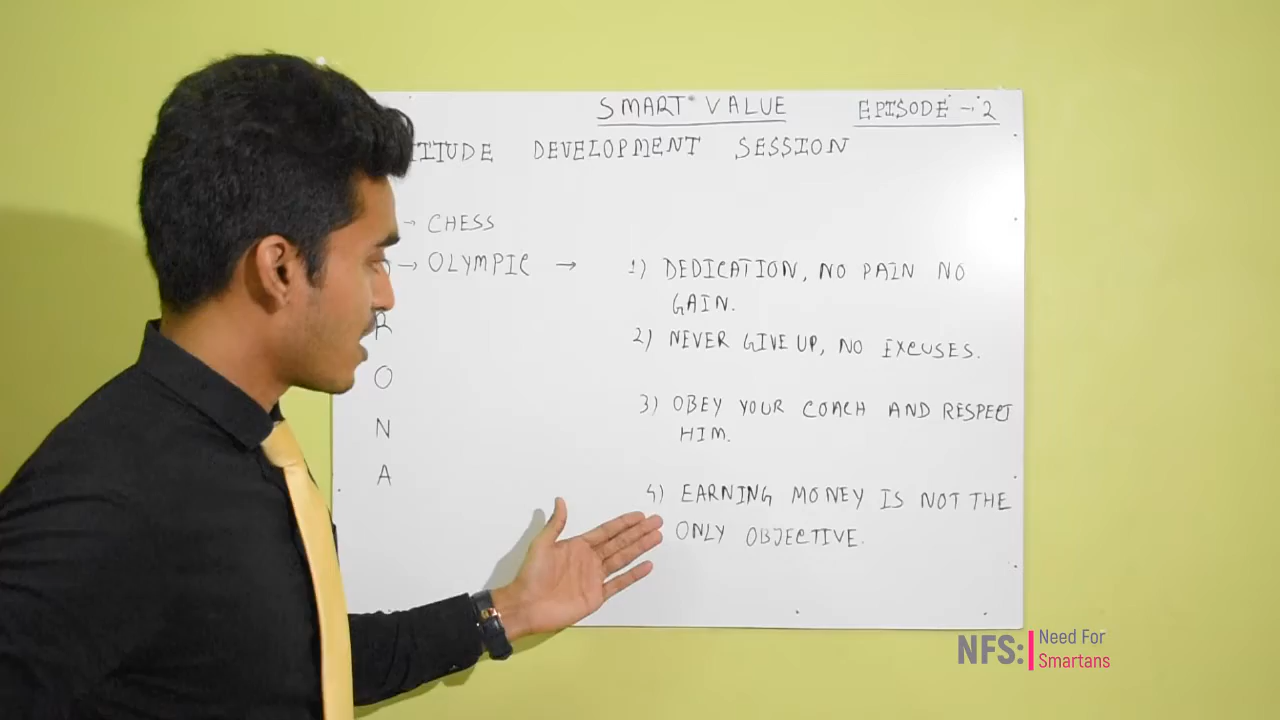 SMART VALUE EPISODE - 2
TITUDE DEVELOPMENT SESSION
→ CHESS
→ OLYMPIC → 1) DEDICATION, NO PAIN NO
GAIN.
R
2) NEVER GIVE UP, NO EXCUSES.
O
3) OBEY YOUR COACH AND RESPECT
HIM.
N
A
4) EARNING MONEY IS NOT THE
ONLY OBJECTIVE.
NFS: Need For
Smartans